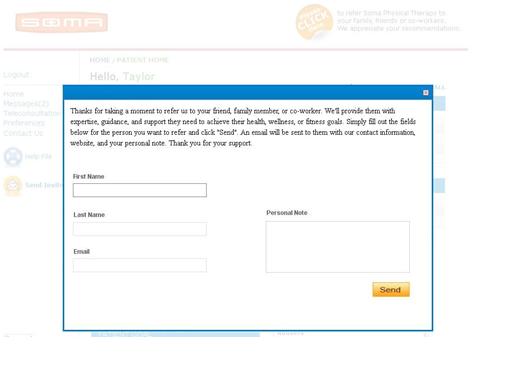 SOMA
CLICK
to refer Soma Physical Therapy to
your family, friends or co-workers.
We appreciate your recommendations.
Logout
HOME / PATIENT HOME
Hello, Taylor
Home
Messages(2)
Teleconsultation
Preferences
Contact Us
Help File
Send
Thanks for taking a moment to refer us to your friend, family member, or co-worker. We'll provide them with
expertise, guidance, and support they need to achieve their health, wellness, or fitness goals. Simply fill out the fields
below for the person you want to refer and click "Send". An email will be sent to them with our contact information,
website, and your personal note. Thank you for your support.
First Name
Last Name
Personal Note
Email
Send